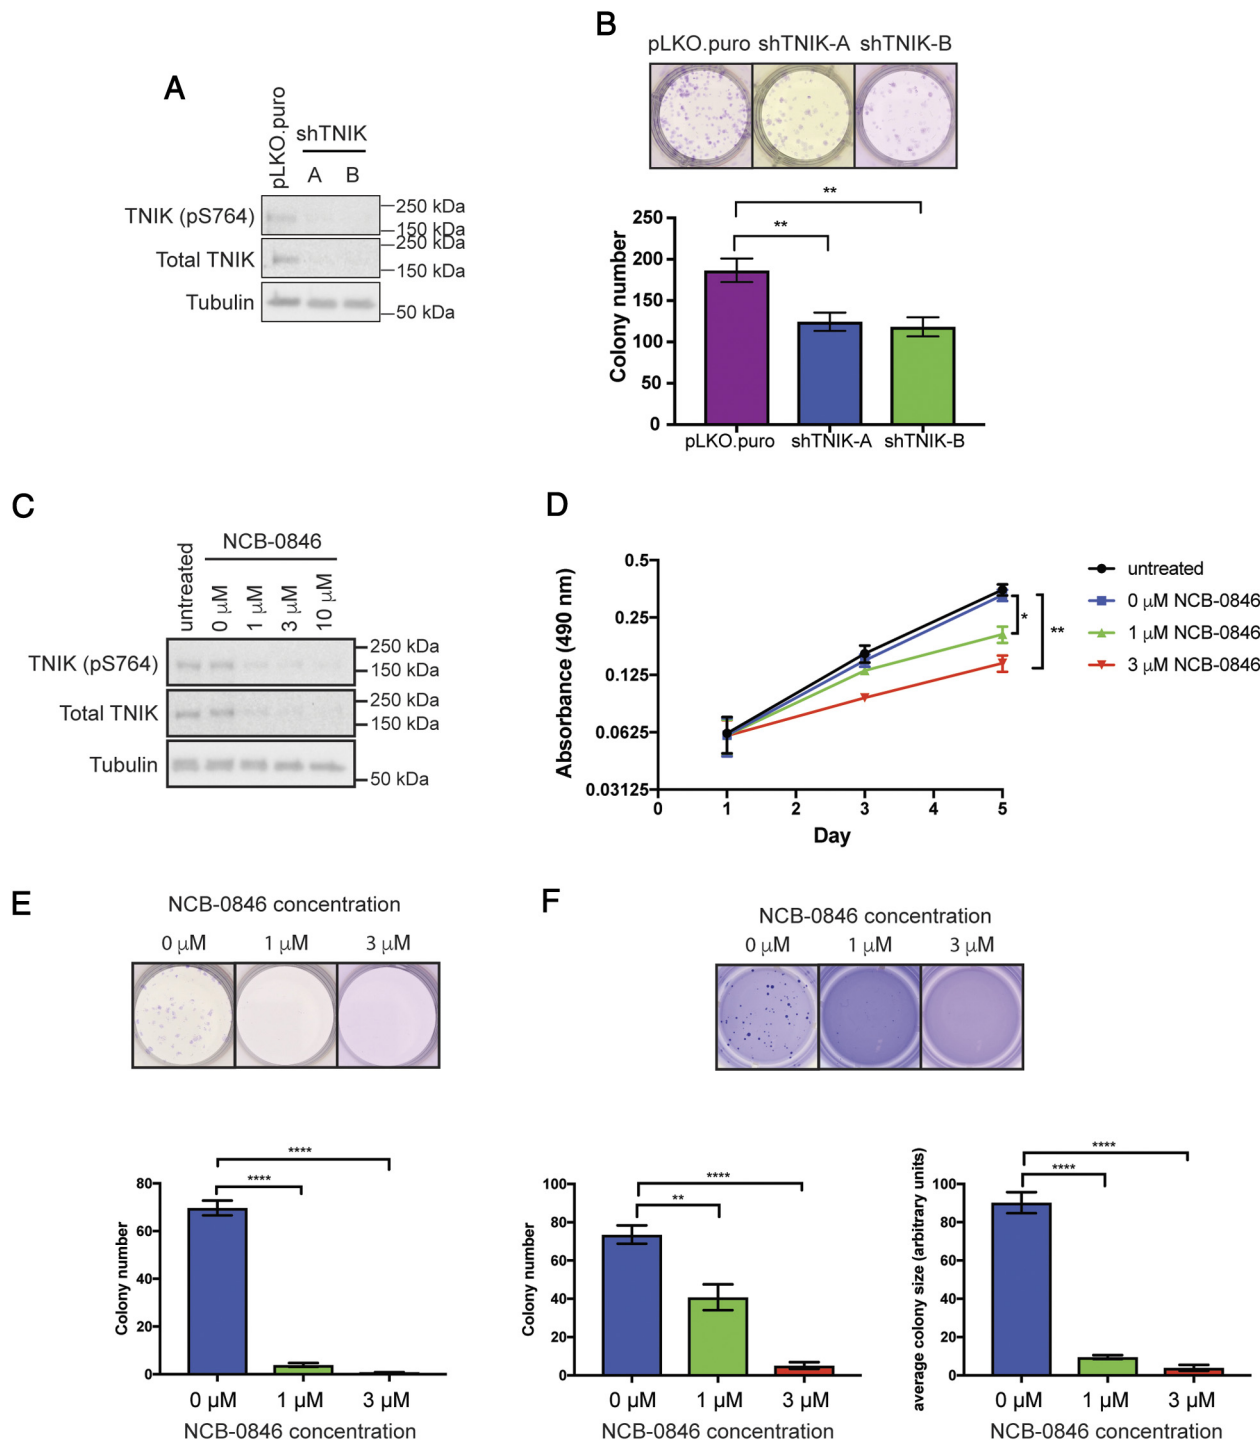 A
pLKO.puro
shTNIK
A B
TNIK (pS764)
250 kDa
150 kDa
Total TNIK
250 kDa
150 kDa
Tubulin
50 kDa
B
pLKO.puro shTNIK-A shTNIK-B
**
**
Colony number
250
200
150
100
50
0
pLKO.puro shTNIK-A shTNIK-B
C
untreated
NCB-0846
0 μM
1 μM
3 μM
10 μM
TNIK (pS764)
250 kDa
150 kDa
Total TNIK
250 kDa
150 kDa
Tubulin
50 kDa
D
Absorbance (490 nm)
0.5
0.25
0.125
0.0625
0.03125
0 1 2 3 4 5
Day
*
**
untreated
0 μM NCB-0846
1 μM NCB-0846
3 μM NCB-0846
E
NCB-0846 concentration
0 μM 1 μM 3 μM
****
****
Colony number
80
60
40
20
0
0 μM 1 μM 3 μM
NCB-0846 concentration
F
NCB-0846 concentration
0 μM 1 μM 3 μM
****
**
Colony number
100
80
60
40
20
0
0 μM 1 μM 3 μM
NCB-0846 concentration
****
****
average colony size (arbitrary units)
100
80
60
40
20
0
0 μM 1 μM 3 μM
NCB-0846 concentration